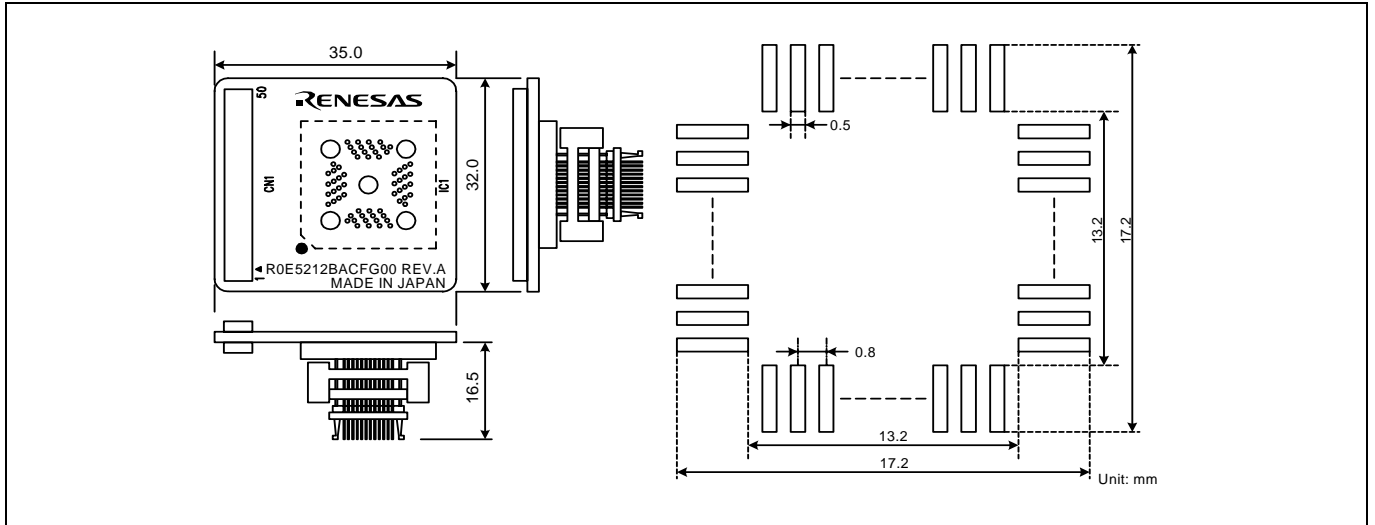 35.0
50
RENESAS
CN1
IC1
32.0
1
R0E5212BACFG00 REV.A
MADE IN JAPAN
16.5
0.5
13.2
17.2
0.8
13.2
17.2
Unit: mm